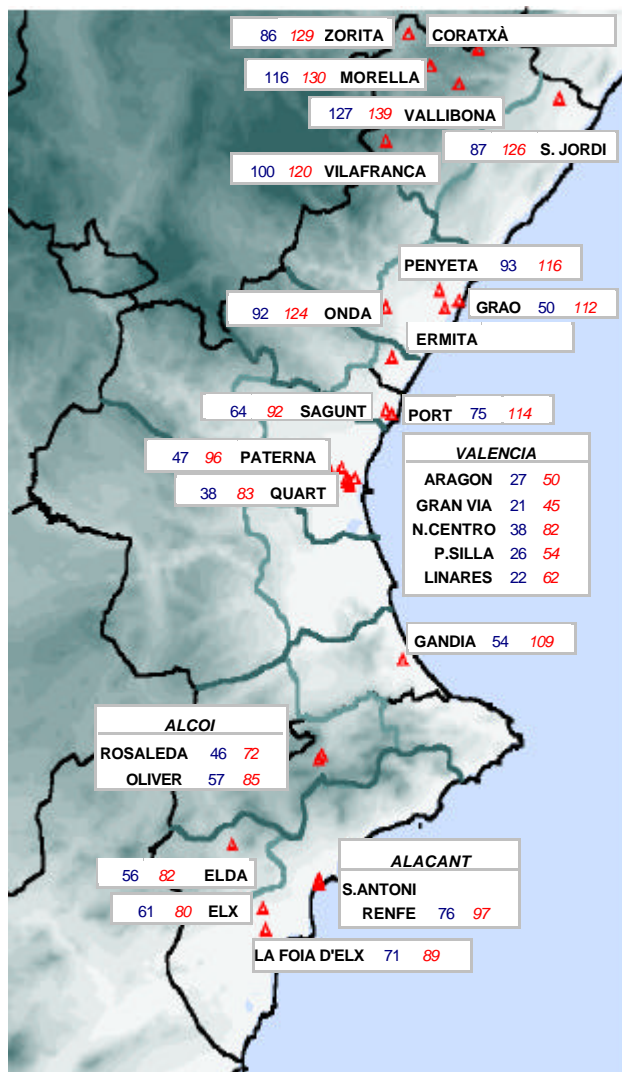 86 129 ZORITA
CORATXÀ
116 130 MORELLA
127 139 VALLIBONA
87 126 S. JORDI
100 120 VILAFRANCA
PENYETA 93 116
92 124 ONDA
GRAO 50 112
ERMITA
64 92 SAGUNT
PORT 75 114
47 96 PATERNA
38 83 QUART
VALENCIA
ARAGON 27 50
GRAN VIA 21 45
N.CENTRO 38 82
P.SILLA 26 54
LINARES 22 62
GANDIA 54 109
ALCOI
ROSALEDA 46 72
OLIVER 57 85
56 82 ELDA
61 80 ELX
ALACANT
S.ANTONI
RENFE 76 97
LA FOIA D'ELX 71 89